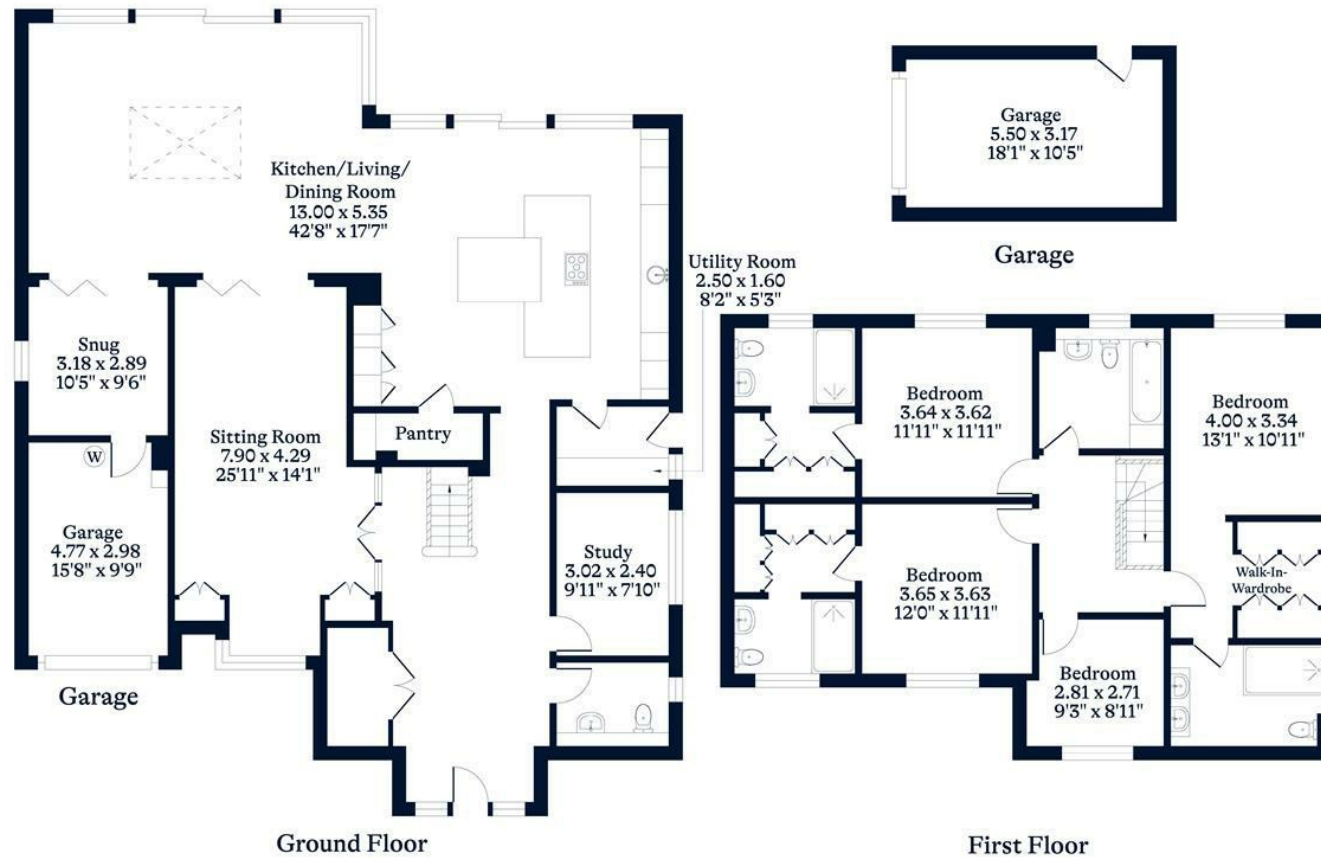 Kitchen/Living/
Dining Room
13.00 x 5.35
42'8" x 17'7"
Snug
3.18 x 2.89
10'5" x 9'6"
W
Garage
4.77 x 2.98
15'8" x 9'9"
Garage
Sitting Room
7.90 x 4.29
25'11" x 14'1"
Pantry
Utility Room
2.50 x 1.60
8'2" x 5'3"
Study
3.02 x 2.40
9'11" x 7'10"
Ground Floor
Garage
5.50 x 3.17
18'1" x 10'5"
Garage
Bedroom
3.64 x 3.62
11'11" x 11'11"
Bedroom
4.00 x 3.34
13'1" x 10'11"
Bedroom
3.65 x 3.63
12'0" x 11'11"
Walk-In-
Wardrobe
Bedroom
2.81 x 2.71
9'3" x 8'11"
First Floor